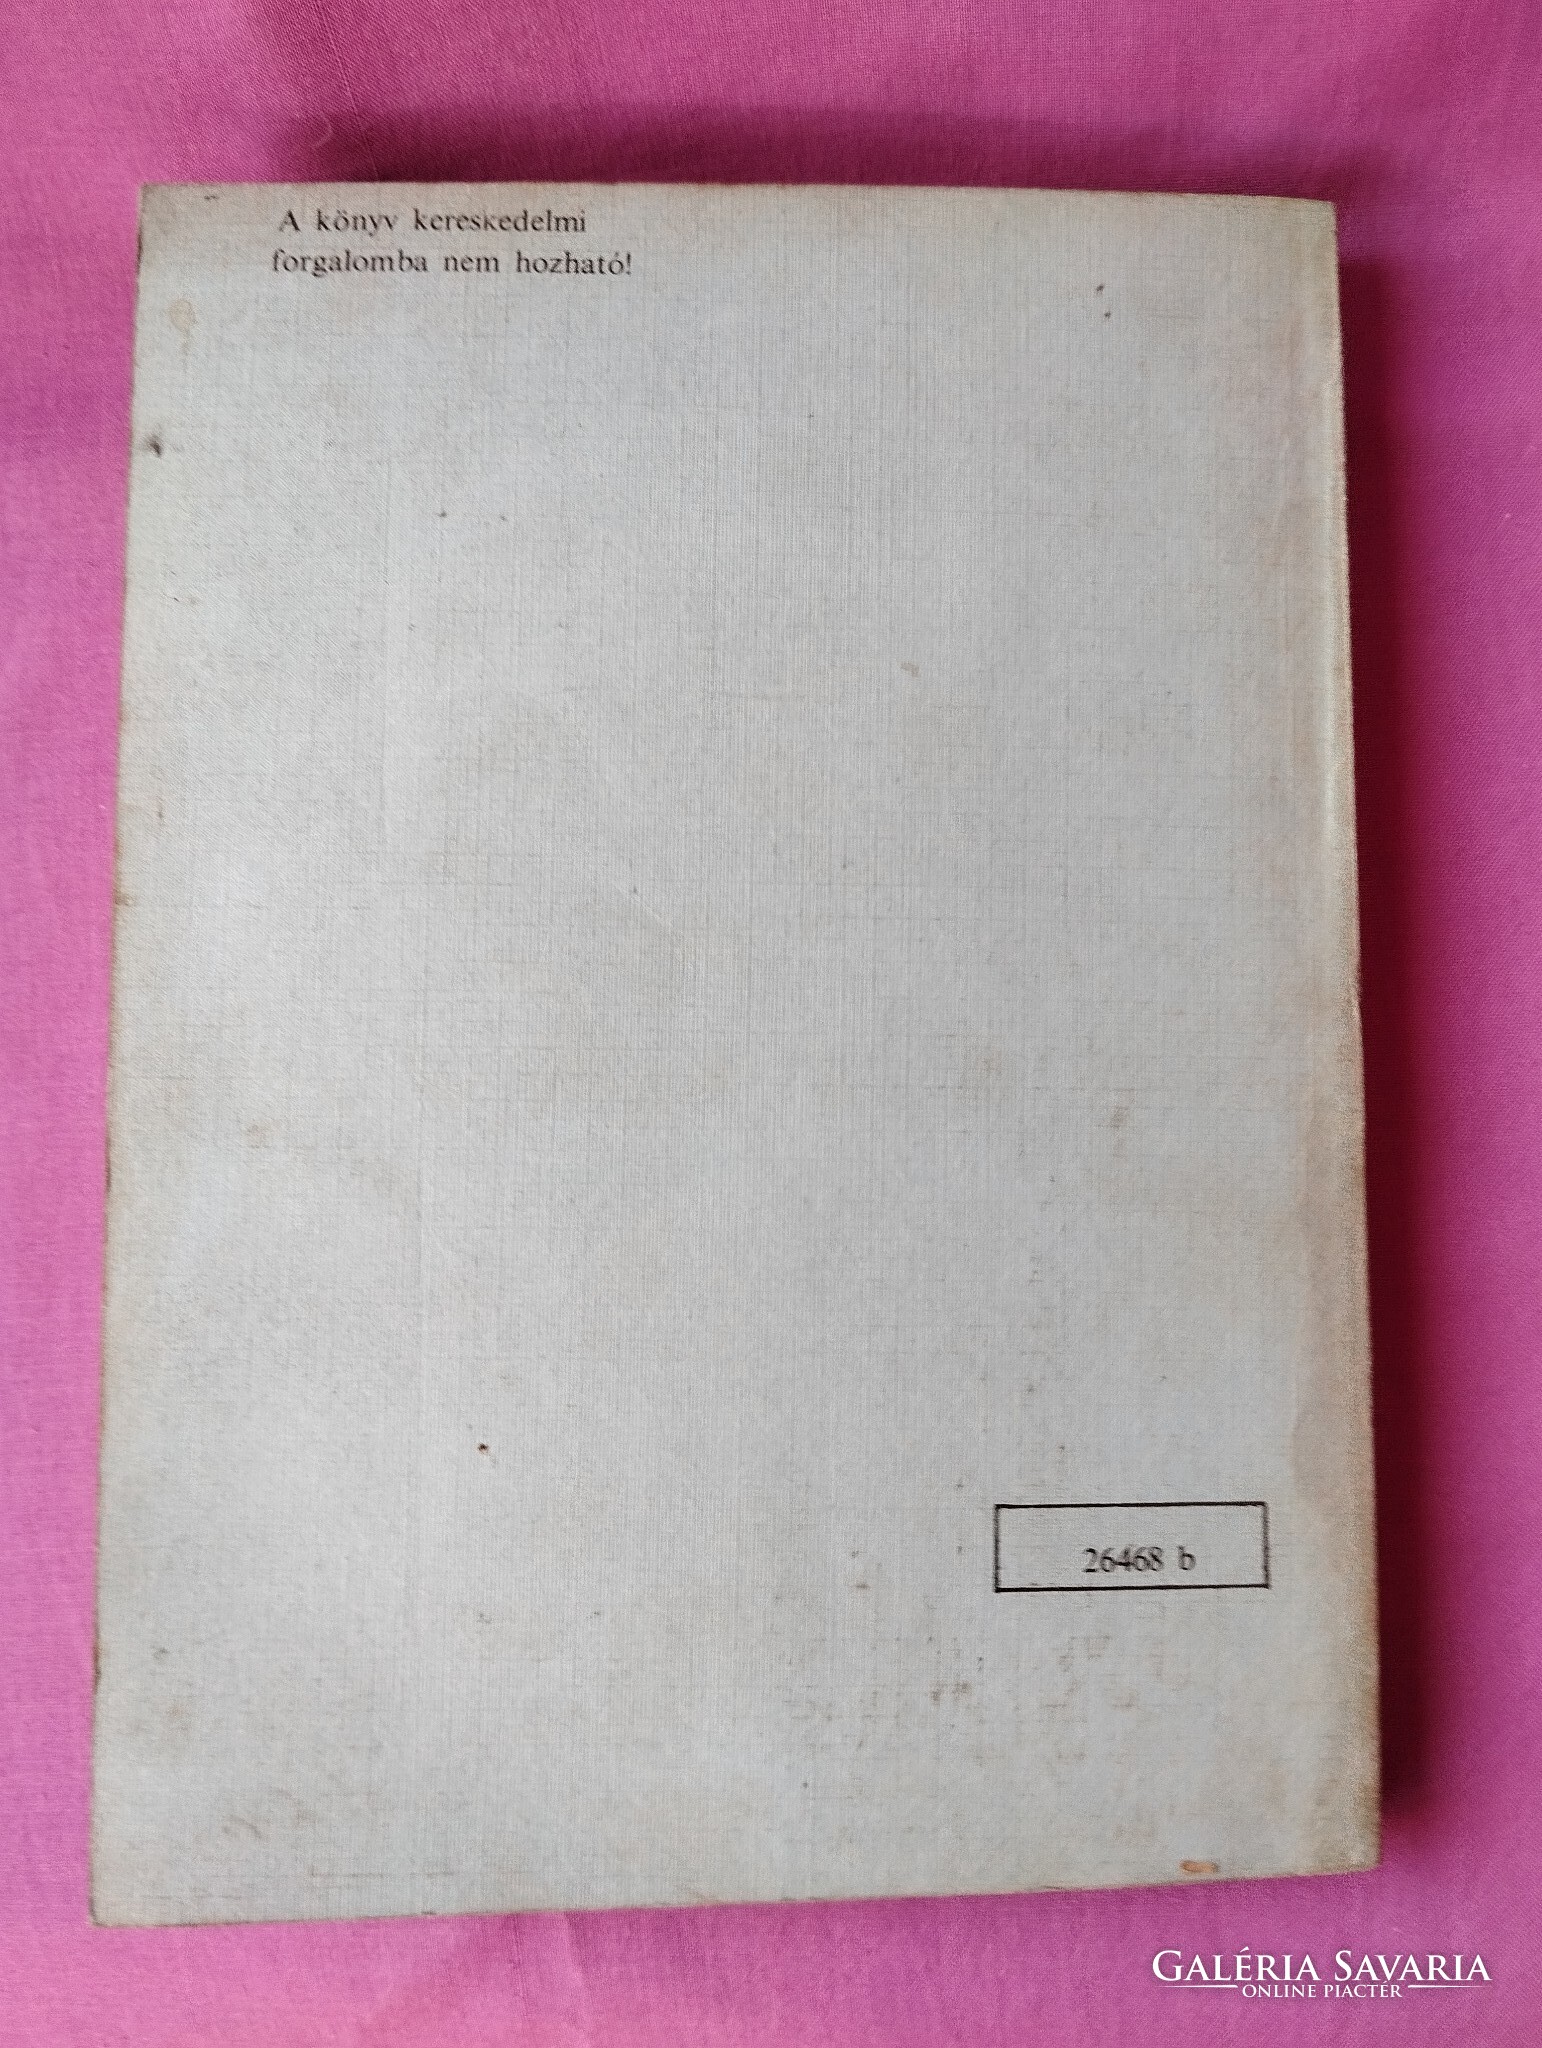 A könyv kereskedelmi
forgalomba nem hozható!
26468 b
GALÉRIA SAVARIA
ONLINE PIACTÉR